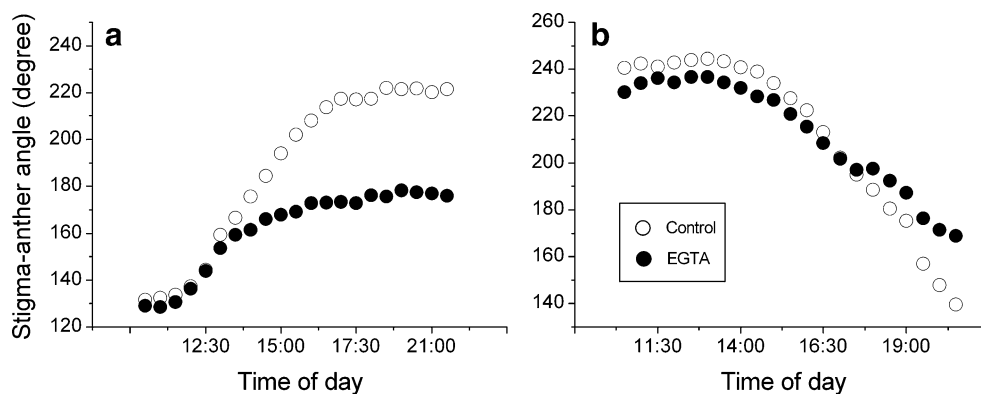 a
b
Stigma-anther angle (degree)
240
220
200
180
160
140
120
260
240
220
200
180
160
140
Control
EGTA
12:30 15:00 17:30 21:00
11:30 14:00 16:30 19:00
Time of day
Time of day